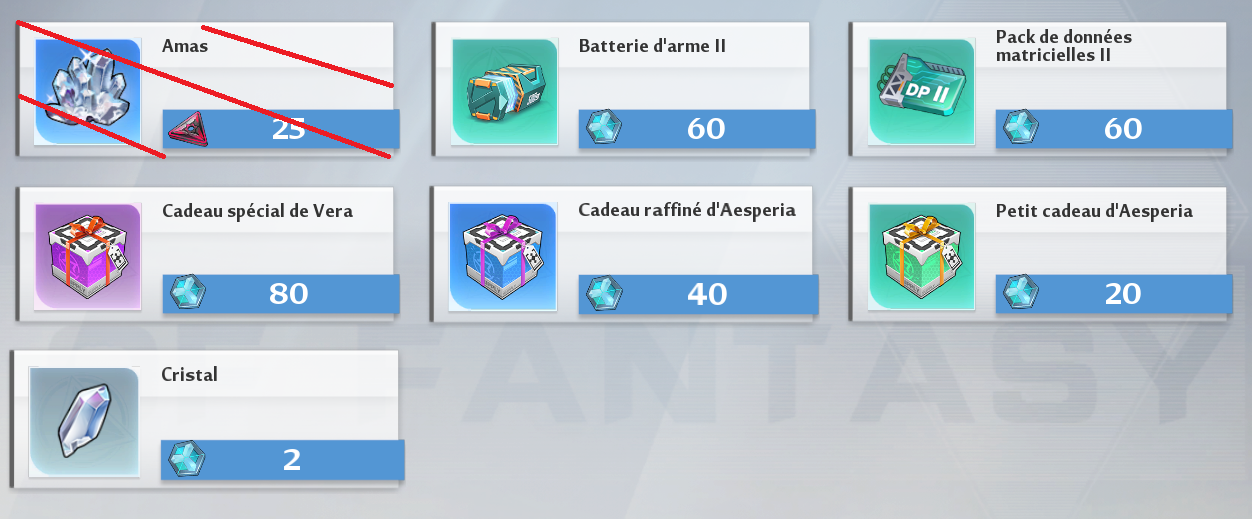 Amas
25
Batterie d'arme II
60
Pack de données
matricielles II
DP II
60
Cadeau spécial de Vera
80
Cadeau raffiné d'Aesperia
40
Petit cadeau d'Aesperia
20
Cristal
2
OF FANTASY